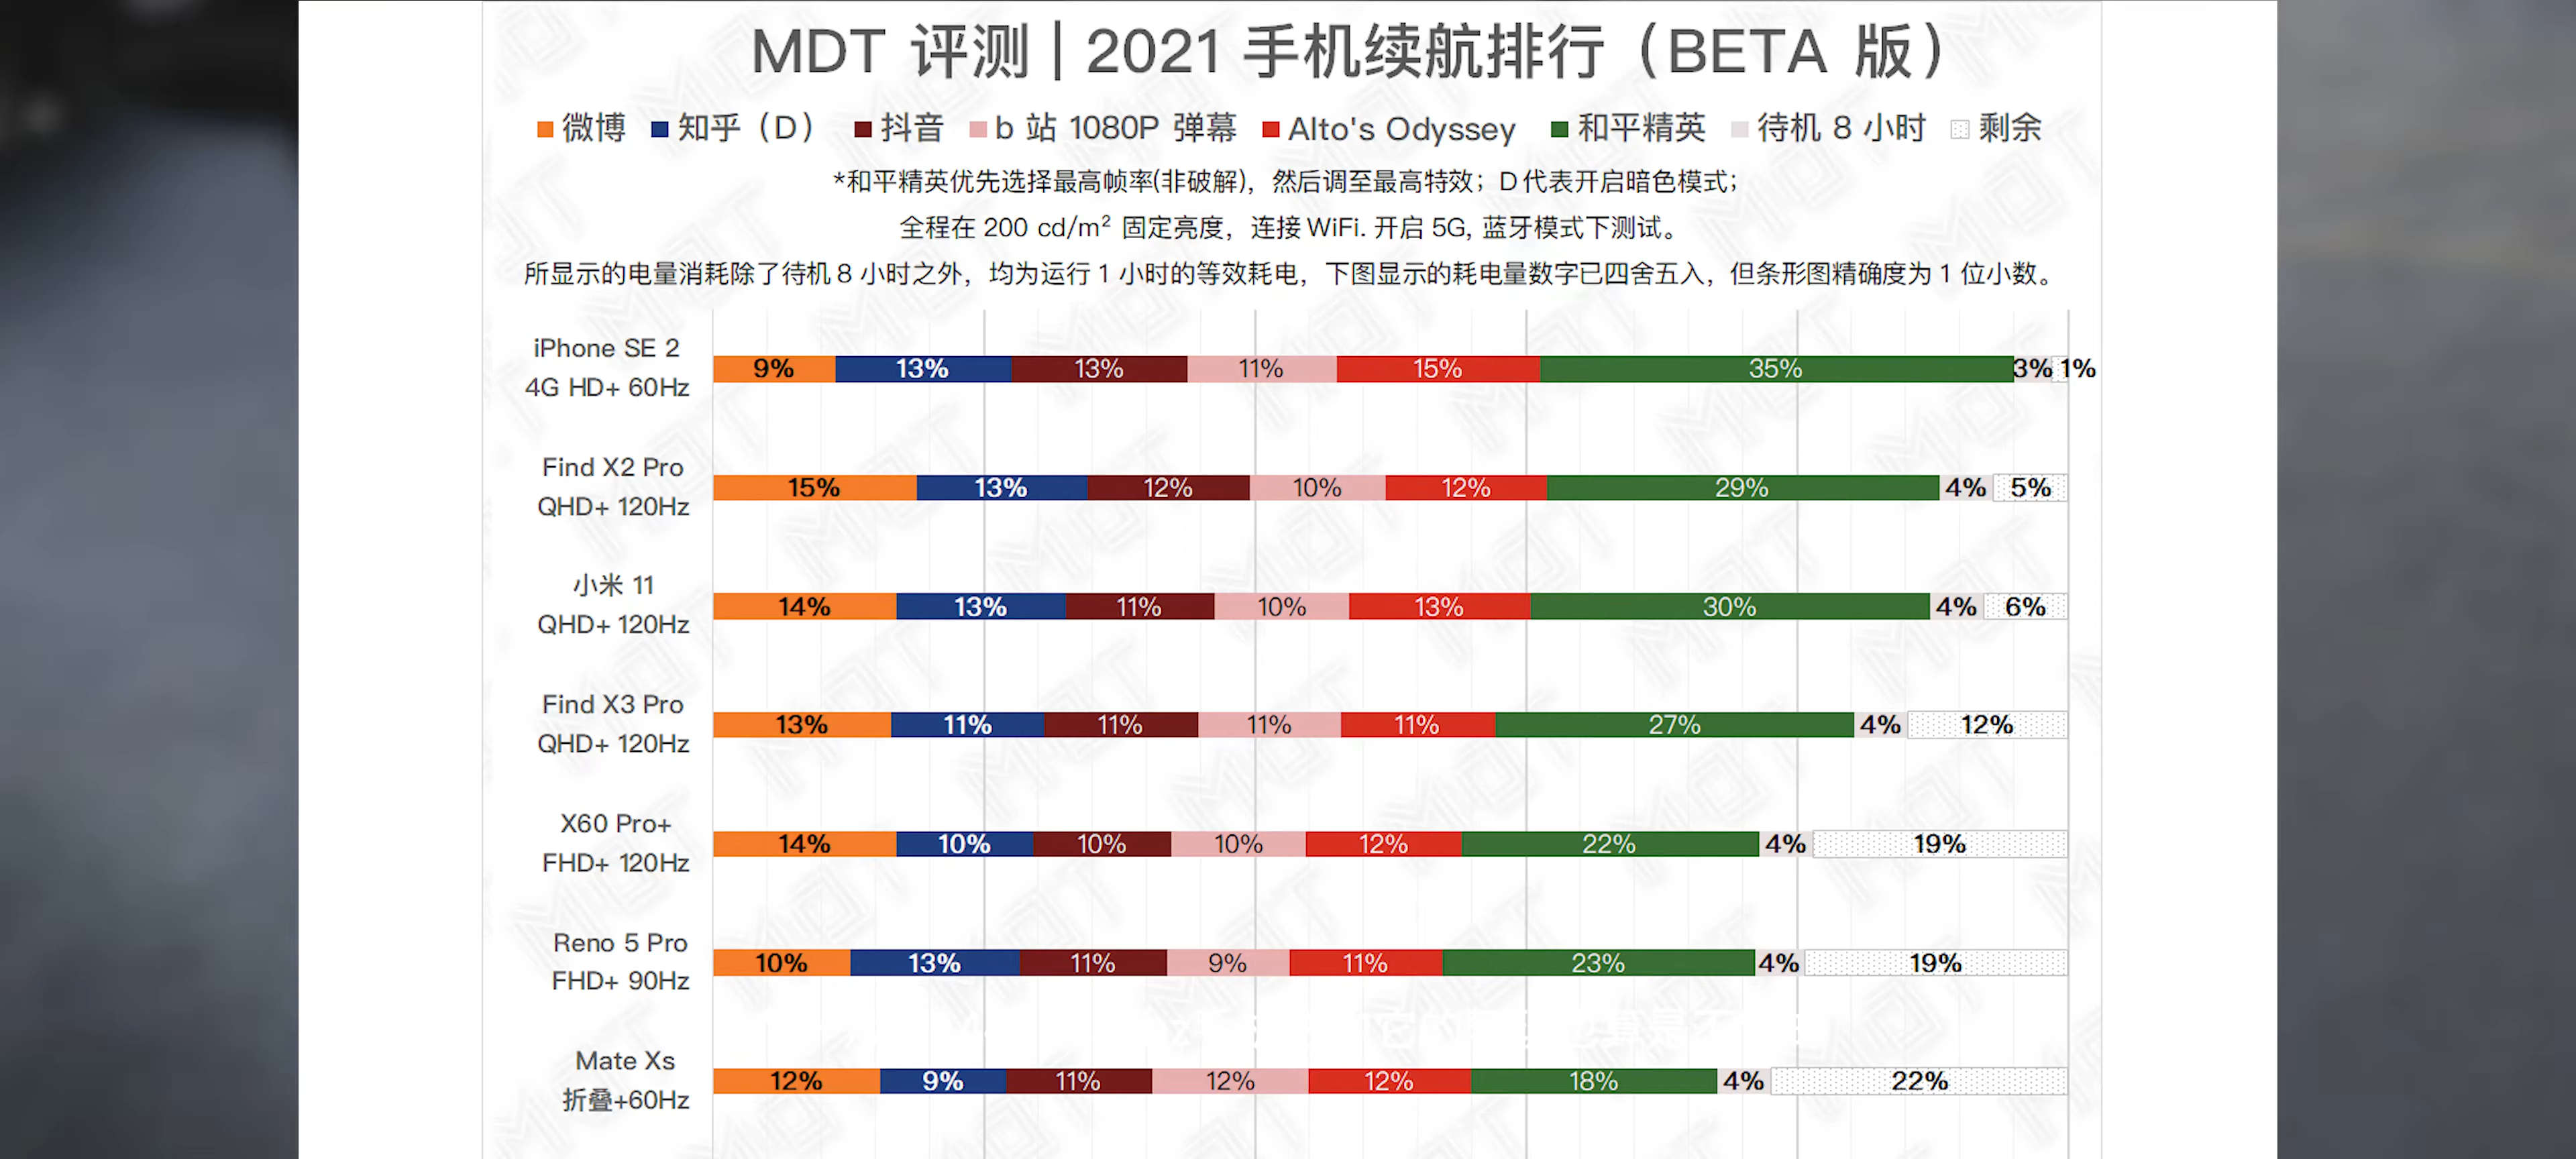 MDT 评测 | 2021 手机续航排行（BETA 版）
微博 知乎（D） 抖音 b 站 1080P 弹幕 Alto's Odyssey 和平精英 待机 8 小时 剩余
*和平精英优先选择最高帧率(非破解)，然后调至最高特效；D代表开启暗色模式；
全程在 200 cd/m² 固定亮度，连接 WiFi. 开启 5G, 蓝牙模式下测试。
所显示的电量消耗除了待机 8 小时之外，均为运行 1 小时的等效耗电，下图显示的耗电量数字已四舍五入，但条形图精确度为 1 位小数。
iPhone SE 2
4G HD+ 60Hz
9% 13% 13% 11% 15% 35% 3% 1%
Find X2 Pro
QHD+ 120Hz
15% 13% 12% 10% 12% 29% 4% 5%
小米 11
QHD+ 120Hz
14% 13% 11% 10% 13% 30% 4% 6%
Find X3 Pro
QHD+ 120Hz
13% 11% 11% 11% 11% 27% 4% 12%
X60 Pro+
FHD+ 120Hz
14% 10% 10% 10% 12% 22% 4% 19%
Reno 5 Pro
FHD+ 90Hz
10% 13% 11% 9% 11% 23% 4% 19%
Mate Xs
折叠+60Hz
12% 9% 11% 12% 12% 18% 4% 22%